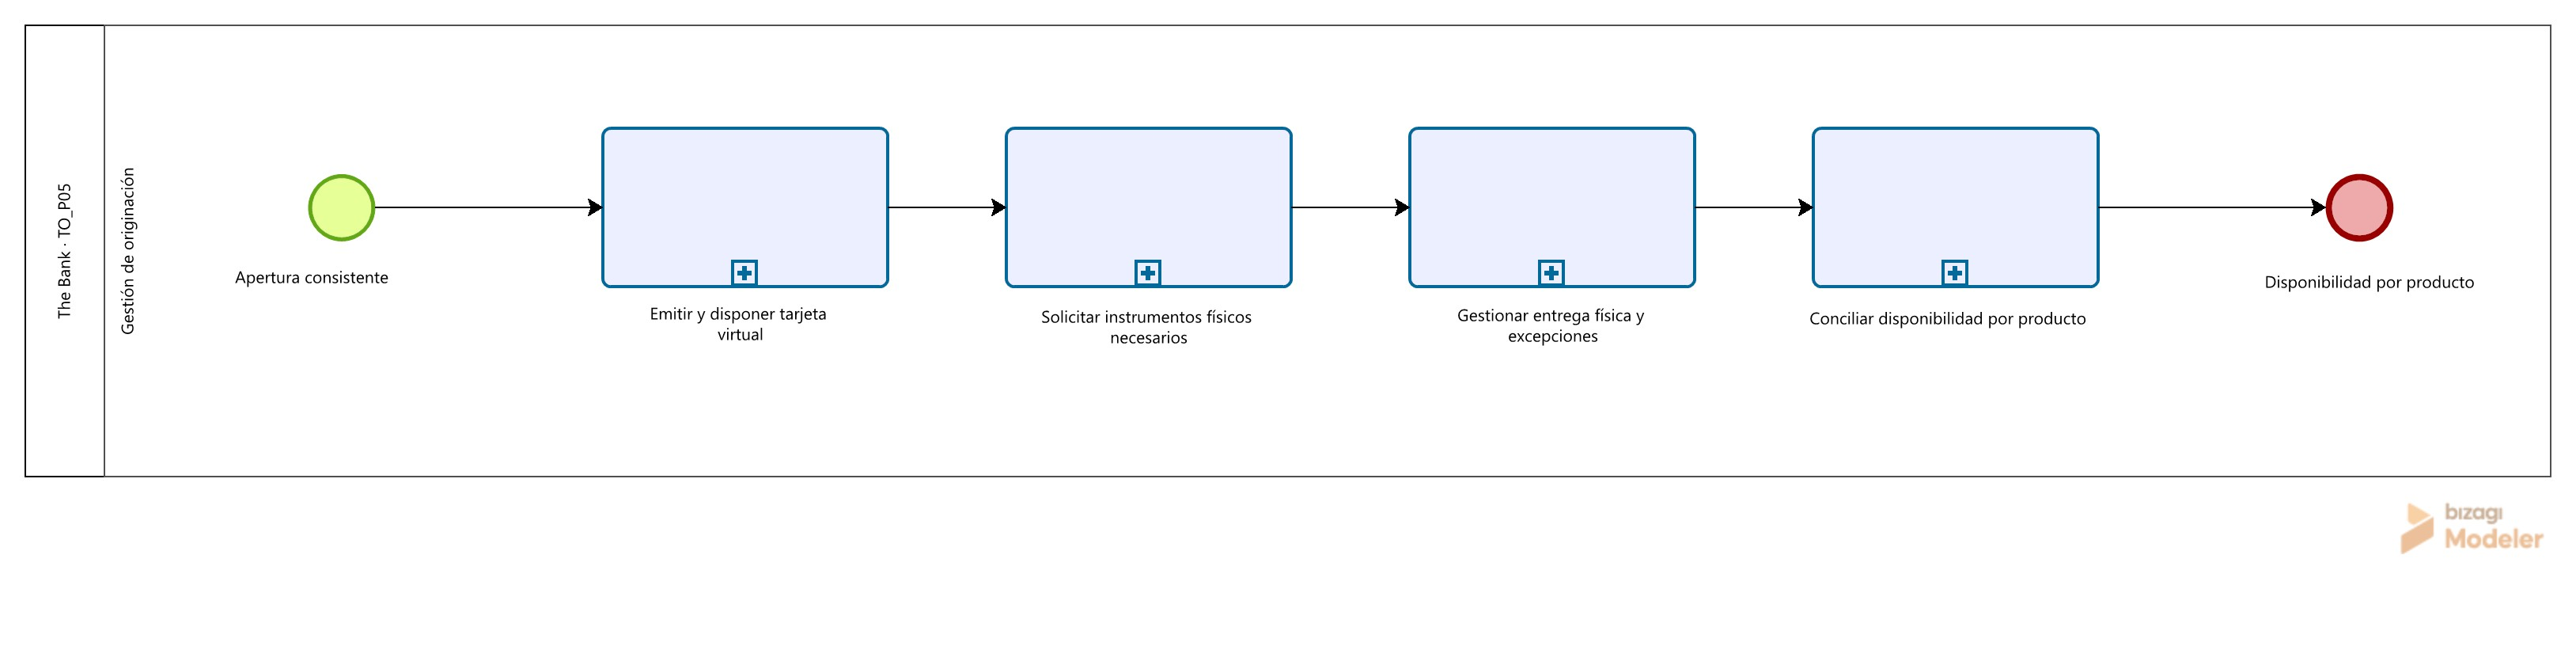 The Bank · TO_P05
Gestión de originación
Apertura consistente
Emitir y disponer tarjeta
virtual
Solicitar instrumentos físicos
necesarios
Gestionar entrega física y
excepciones
Conciliar disponibilidad por producto
Disponibilidad por producto
bizagi
Modeler